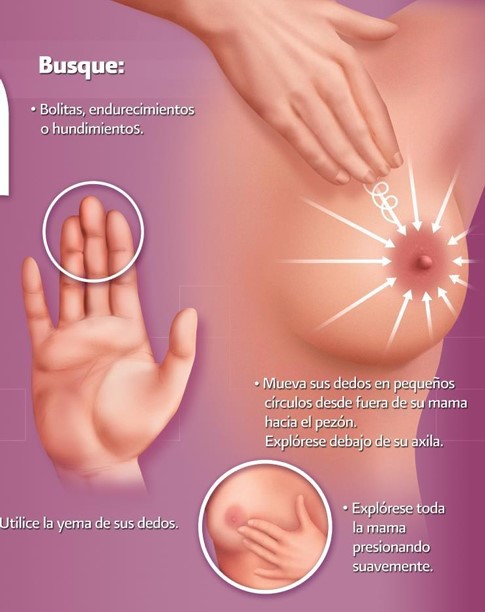 Busque:
• Bolitas, endurecimientos
o hundimientos.
• Mueva sus dedos en pequeños
círculos desde fuera de su mama
hacia el pezón.
Explórese debajo de su axila.
Utilice la yema de sus dedos.
• Explórese toda
la mama
presionando
suavemente.